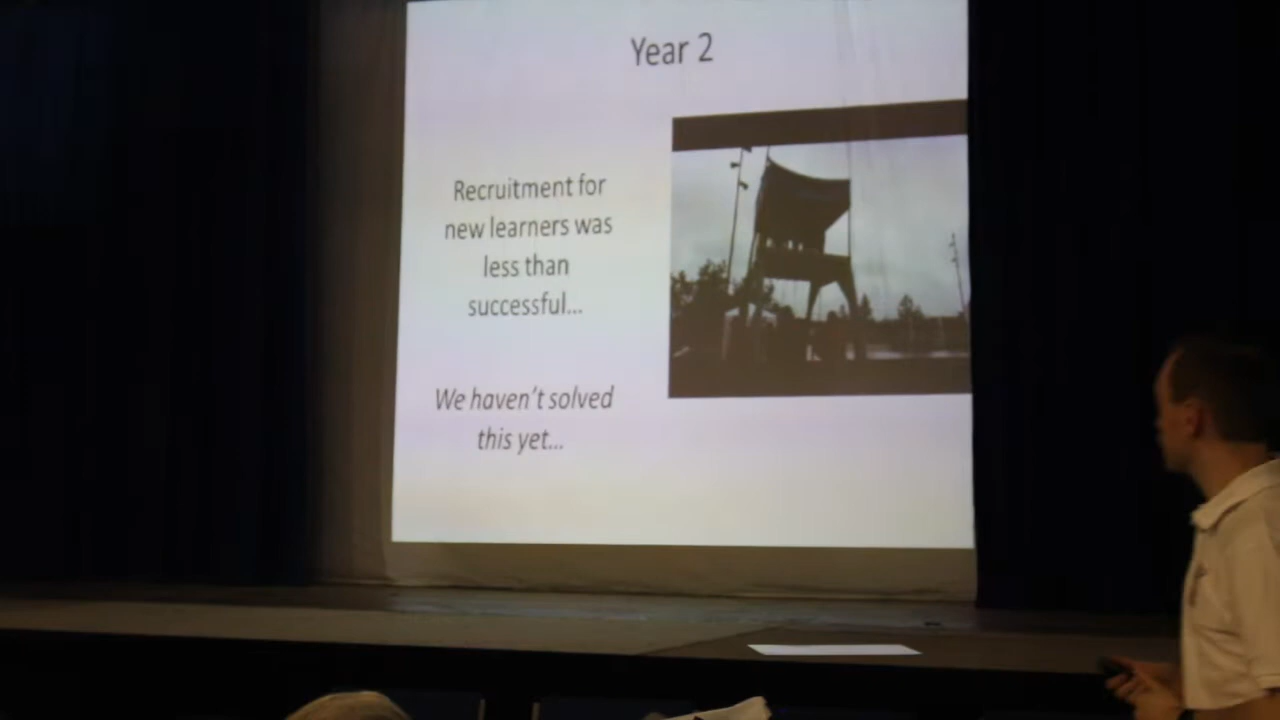 Year 2
Recruitment for
new learners was
less than
successful...
We haven't solved
this yet...